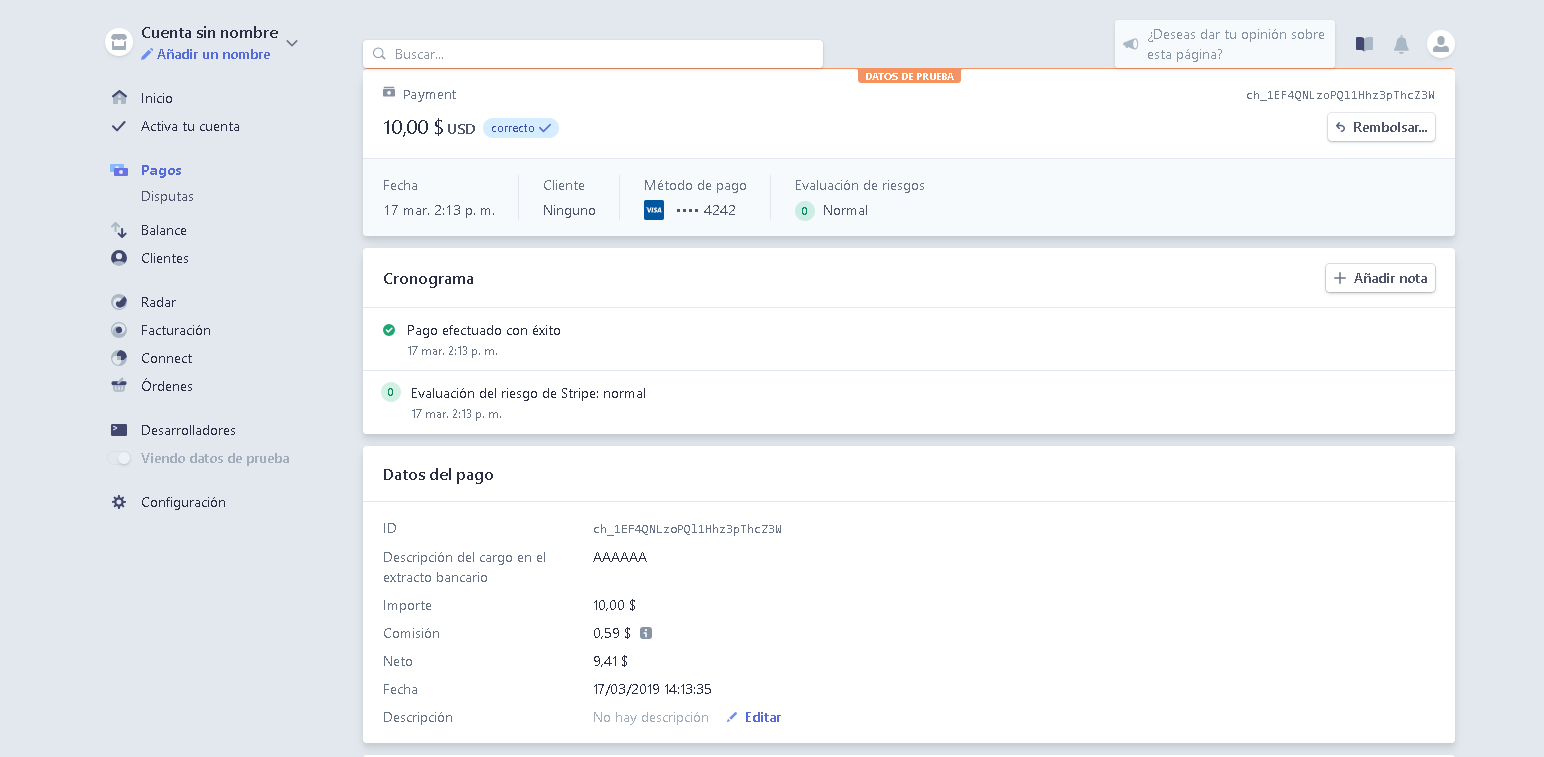 Cuenta sin nombre
Añadir un nombre
Buscar...
¿Deseas dar tu opinión sobre
esta página?
DATOS DE PRUEBA
Inicio
Activa tu cuenta
Pagos
Disputas
Balance
Clientes
Radar
Facturación
Connect
Órdenes
Desarrolladores
Viendo datos de prueba
Configuración
Payment
ch_1EF4QNLzoPQl1Hhz3pThcZ3W
10,00 $ USD correcto
Rembolsar...
Fecha
17 mar. 2:13 p. m.
Cliente
Ninguno
Método de pago
VISA •••• 4242
Evaluación de riesgos
0 Normal
Cronograma
Añadir nota
Pago efectuado con éxito
17 mar. 2:13 p. m.
0 Evaluación del riesgo de Stripe: normal
17 mar. 2:13 p. m.
Datos del pago
ID ch_1EF4QNLzoPQl1Hhz3pThcZ3W
Descripción del cargo en el
extracto bancario
AAAAAA
Importe 10,00 $
Comisión 0,59 $
Neto 9,41 $
Fecha 17/03/2019 14:13:35
Descripción No hay descripción Editar